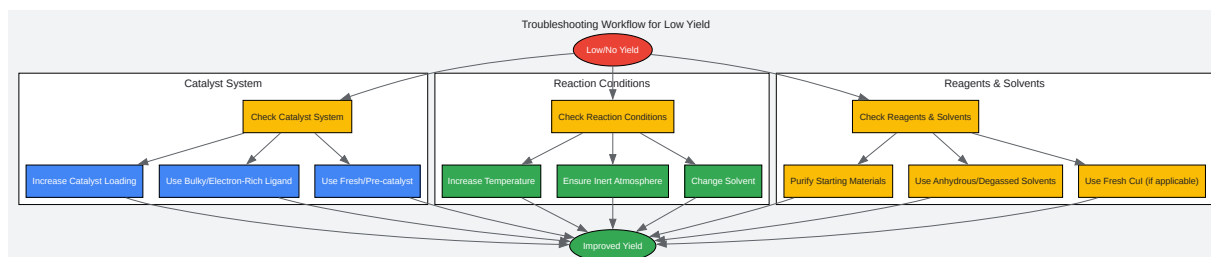 Troubleshooting Workflow for Low Yield
Low/No Yield
Catalyst System
Reaction Conditions
Reagents & Solvents
Check Catalyst System
Check Reaction Conditions
Check Reagents & Solvents
Increase Catalyst Loading
Use Bulky/Electron-Rich Ligand
Use Fresh/Pre-catalyst
Increase Temperature
Ensure Inert Atmosphere
Change Solvent
Purify Starting Materials
Use Anhydrous/Degassed Solvents
Use Fresh CuI (if applicable)
Improved Yield